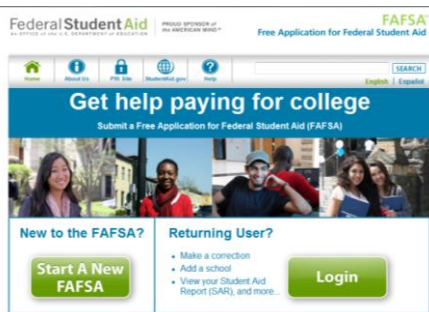 Federal Student Aid
An OFFICE of the U.S. DEPARTMENT of EDUCATION
PROUD SPONSOR of
the AMERICAN MIND™
FAFSA®
Free Application for Federal Student Aid
Home
About Us
PIN Site
StudentAid.gov
Help
SEARCH
English | Español
Get help paying for college
Submit a Free Application for Federal Student Aid (FAFSA)
New to the FAFSA?
Start A New
FAFSA
Returning User?
• Make a correction
• Add a school
• View your Student Aid
Report (SAR), and more...
Login